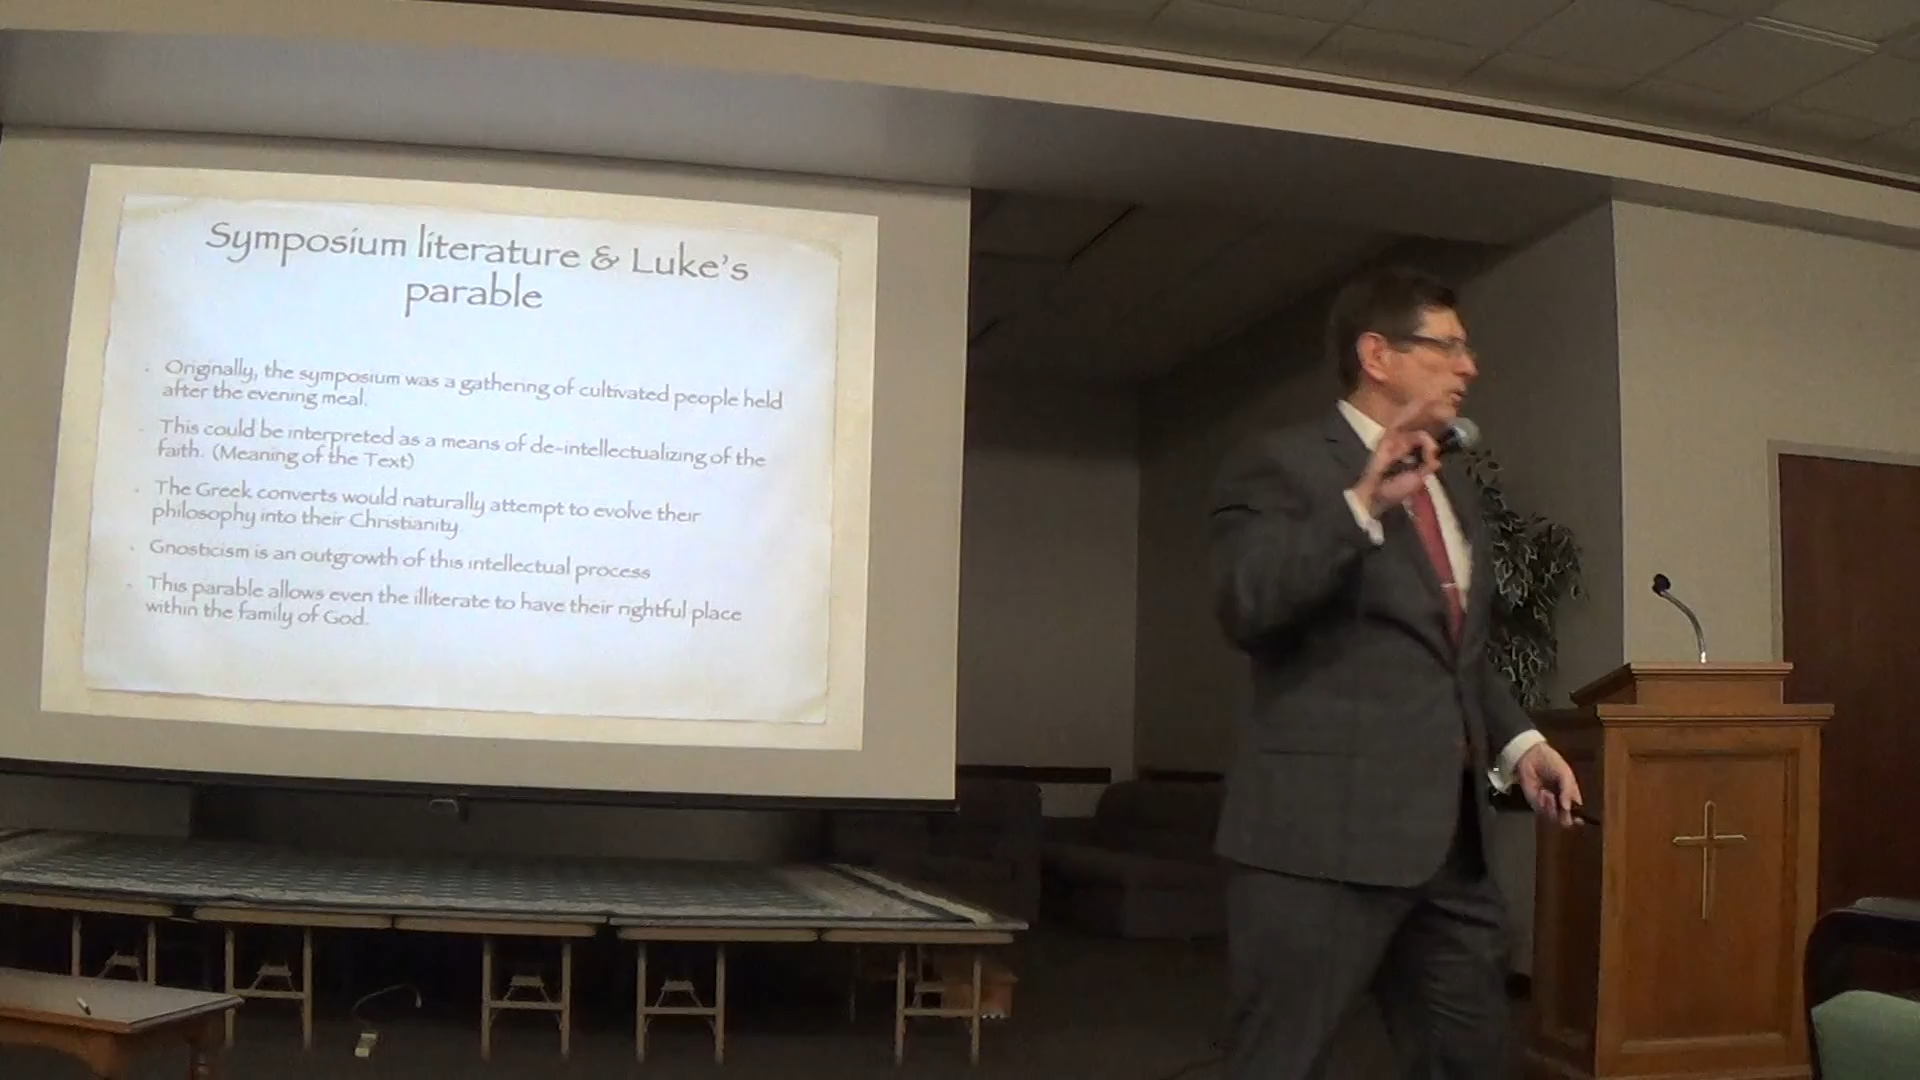 Symposium literature & Luke's
parable
Originally, the symposium was a gathering of cultivated people held
after the evening meal.
This could be interpreted as a means of de-intellectualizing of the
faith. (Meaning of the Text)
The Greek converts would naturally attempt to evolve their
philosophy into their Christianity.
Gnosticism is an outgrowth of this intellectual process
This parable allows even the illiterate to have their rightful place
within the family of God.